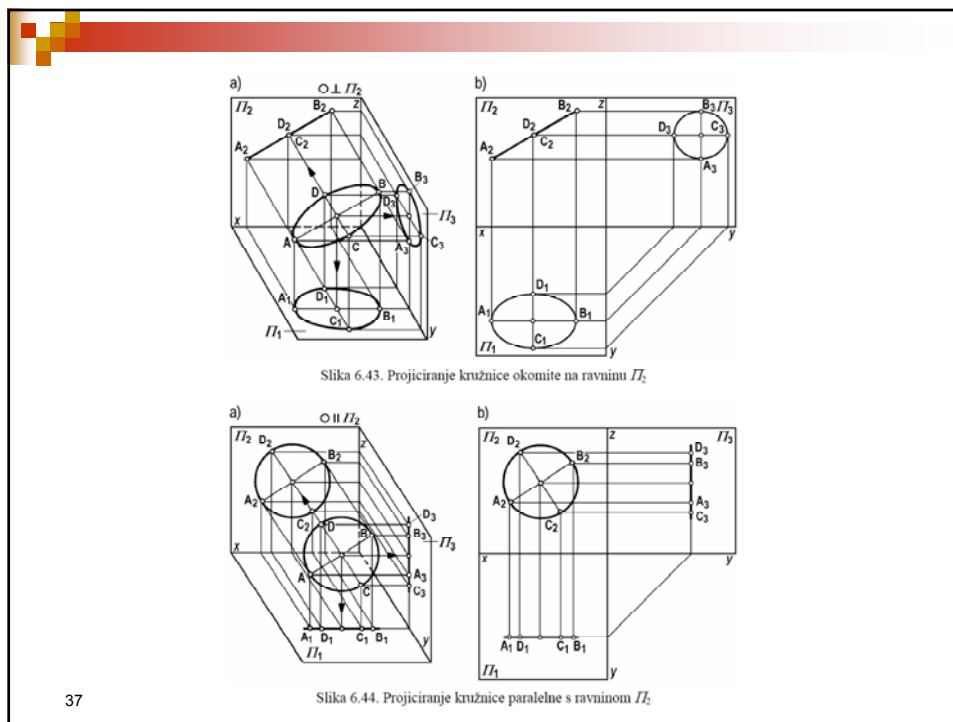 a)
O⊥ Π₂
Π₂
B₂
z
D₂
C₂
A₂
D
B
B₃
D₃
Π₃
x
A
C
A₃
C₃
A₁
D₁
B₁
C₁
Π₁
y
b)
Π₂
B₂
z
B₃
Π₃
D₂
C₂
D₃
C₃
A₂
A₃
x
y
D₁
A₁
B₁
C₁
Π₁
y
Slika 6.43. Projiciranje kružnice okomite na ravninu Π₂
a)
O ǁ Π₂
Π₂
D₂
z
B₂
A₂
C₂
D
D₃
B
B₃
Π₃
x
A
A₃
C
C₃
y
A₁ D₁ C₁ B₁
Π₁
b)
Π₂
z
Π₃
D₂
D₃
B₂
B₃
A₂
A₃
C₂
C₃
x
y
A₁ D₁ C₁ B₁
Π₁
y
Slika 6.44. Projiciranje kružnice paralelne s ravninom Π₂
37